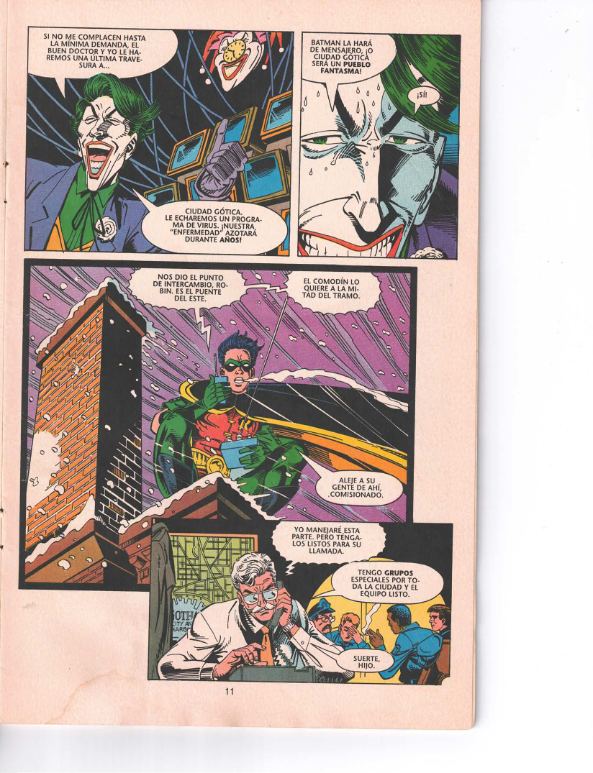 SI NO ME COMPLACEN HASTA
LA MÍNIMA DEMANDA, EL
BUEN DOCTOR Y YO LE HA-
REMOS UNA ÚLTIMA TRAVE-
SURA A...
CIUDAD GÓTICA.
LE ECHAREMOS UN PROGRA-
MA DE VIRUS. ¡NUESTRA
"ENFERMEDAD" AZOTARÁ
DURANTE AÑOS!
BATMAN LA HARÁ
DE MENSAJERO, ¡O
CIUDAD GÓTICA
SERÁ UN PUEBLO
FANTASMA!
¡SÍ!
NOS DIO EL PUNTO
DE INTERCAMBIO, RO-
BIN. ES EL PUENTE
DEL ESTE.
EL COMODÍN LO
QUIERE A LA MI-
TAD DEL TRAMO.
ALEJE A SU
GENTE DE AHÍ,
COMISIONADO.
YO MANEJARÉ ESTA
PARTE. PERO TENGA-
LOS LISTOS PARA SU
LLAMADA.
TENGO GRUPOS
ESPECIALES POR TO-
DA LA CIUDAD Y EL
EQUIPO LISTO.
SUERTE,
HIJO.
11